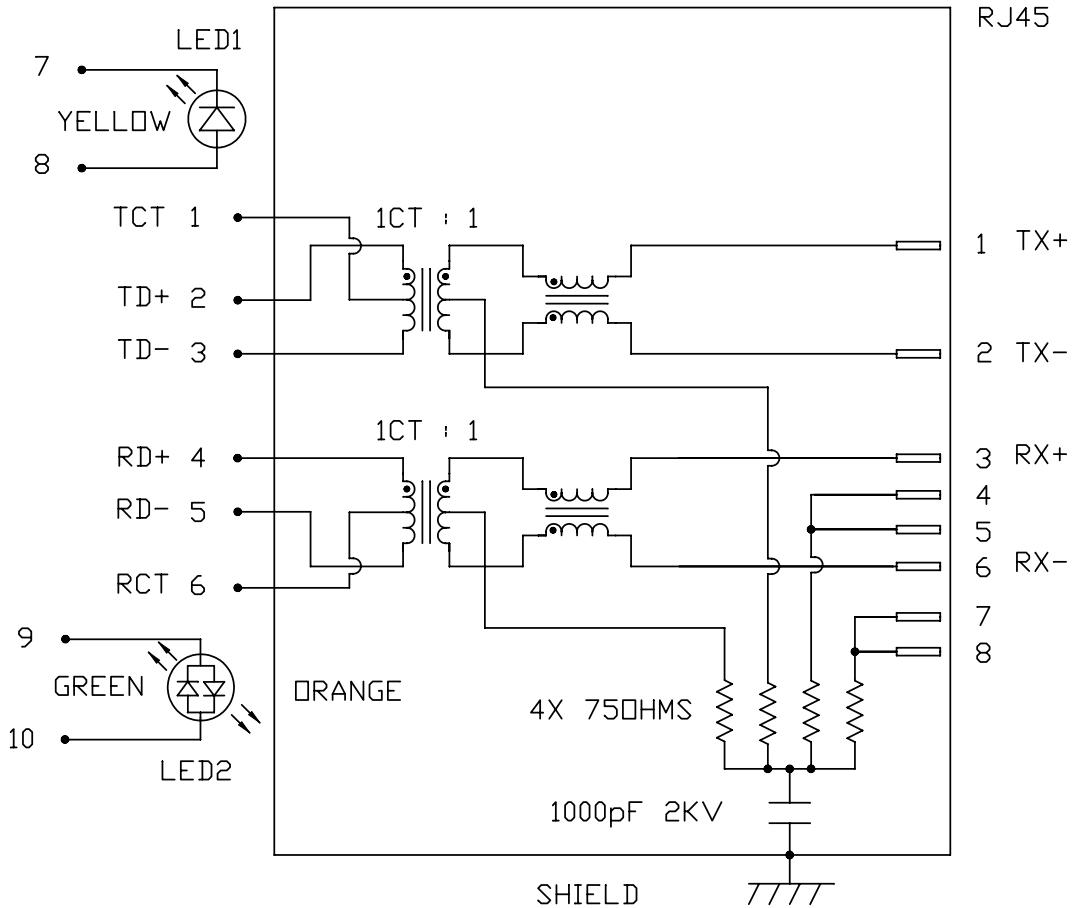 RJ45
LED1
7
YELLOW
8
TCT 1
1CT : 1
1 TX+
TD+ 2
TD- 3
2 TX-
1CT : 1
RD+ 4
3 RX+
4
RD- 5
5
RCT 6
6 RX-
7
9
8
GREEN
ORANGE
4X 75OHMS
10
LED2
1000pF 2KV
SHIELD